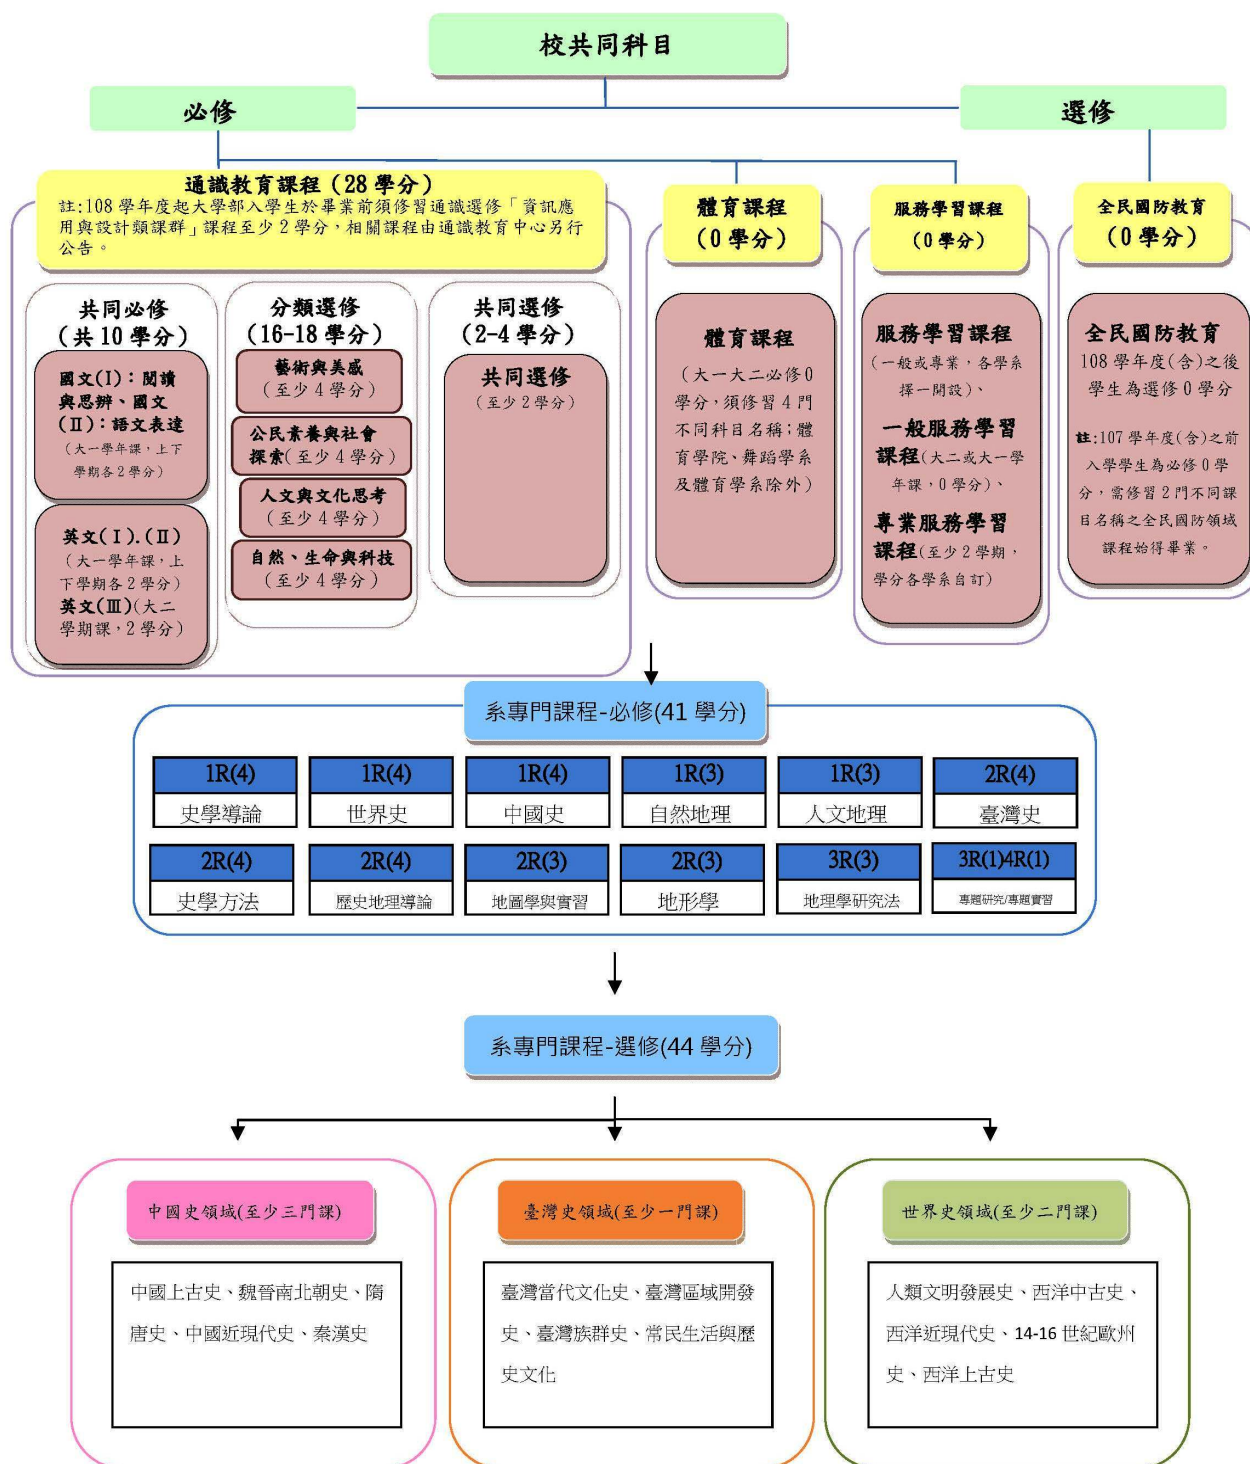 校共同科目
必修
選修
通識教育課程(28 學分)
註:108 學年度起大學部入學生於畢業前須修習通識選修「資訊應
用與設計類課群」課程至少 2 學分，相關課程由通識教育中心另行
公告。
體育課程
(0 學分)
服務學習課程
(0 學分)
全民國防教育
(0 學分)
共同必修
(共 10 學分)
國文(I)：閱讀
與思辨、國文
(II)：語文表達
(大一學年課，上下
學期各 2 學分)
英文(I).(II)
(大一學年課，上
下學期各 2 學分)
英文(III)(大二
學期課，2 學分)
分類選修
(16-18 學分)
藝術與美感
(至少 4 學分)
公民素養與社會
探索(至少 4 學分)
人文與文化思考
(至少 4 學分)
自然、生命與科技
(至少 4 學分)
共同選修
(2-4 學分)
共同選修
(至少 2 學分)
體育課程
(大一大二必修 0
學分，須修習 4 門
不同科目名稱；體
育學院、舞蹈學系
及體育學系除外)
服務學習課程
(一般或專業，各學系
擇一開設)、
一般服務學習
課程(大二或大一學
年課，0 學分)、
專業服務學習
課程(至少 2 學期，
學分各學系自訂)
全民國防教育
108 學年度(含)之後
學生為選修 0 學分
註:107 學年度(含)之前
入學學生為必修 0 學
分，需修習 2 門不同課
目名稱之全民國防領域
課程始得畢業。
系專門課程-必修(41 學分)
1R(4)
史學導論
1R(4)
世界史
1R(4)
中國史
1R(3)
自然地理
1R(3)
人文地理
2R(4)
臺灣史
2R(4)
史學方法
2R(4)
歷史地理導論
2R(3)
地圖學與實習
2R(3)
地形學
3R(3)
地理學研究法
3R(1)4R(1)
專題研究/專題實習
系專門課程-選修(44 學分)
中國史領域(至少三門課)
中國上古史、魏晉南北朝史、隋
唐史、中國近現代史、秦漢史
臺灣史領域(至少一門課)
臺灣當代文化史、臺灣區域開發
史、臺灣族群史、常民生活與歷
史文化
世界史領域(至少二門課)
人類文明發展史、西洋中古史、
西洋近現代史、14-16 世紀歐州
史、西洋上古史